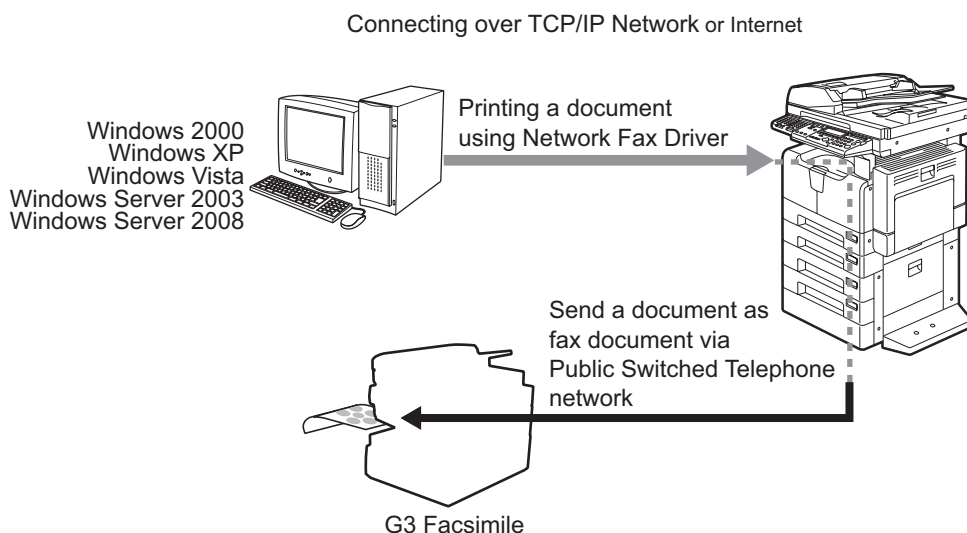 Connecting over TCP/IP Network or Internet
Windows 2000
Windows XP
Windows Vista
Windows Server 2003
Windows Server 2008
Printing a document
using Network Fax Driver
Send a document as
fax document via
Public Switched Telephone
network
G3 Facsimile